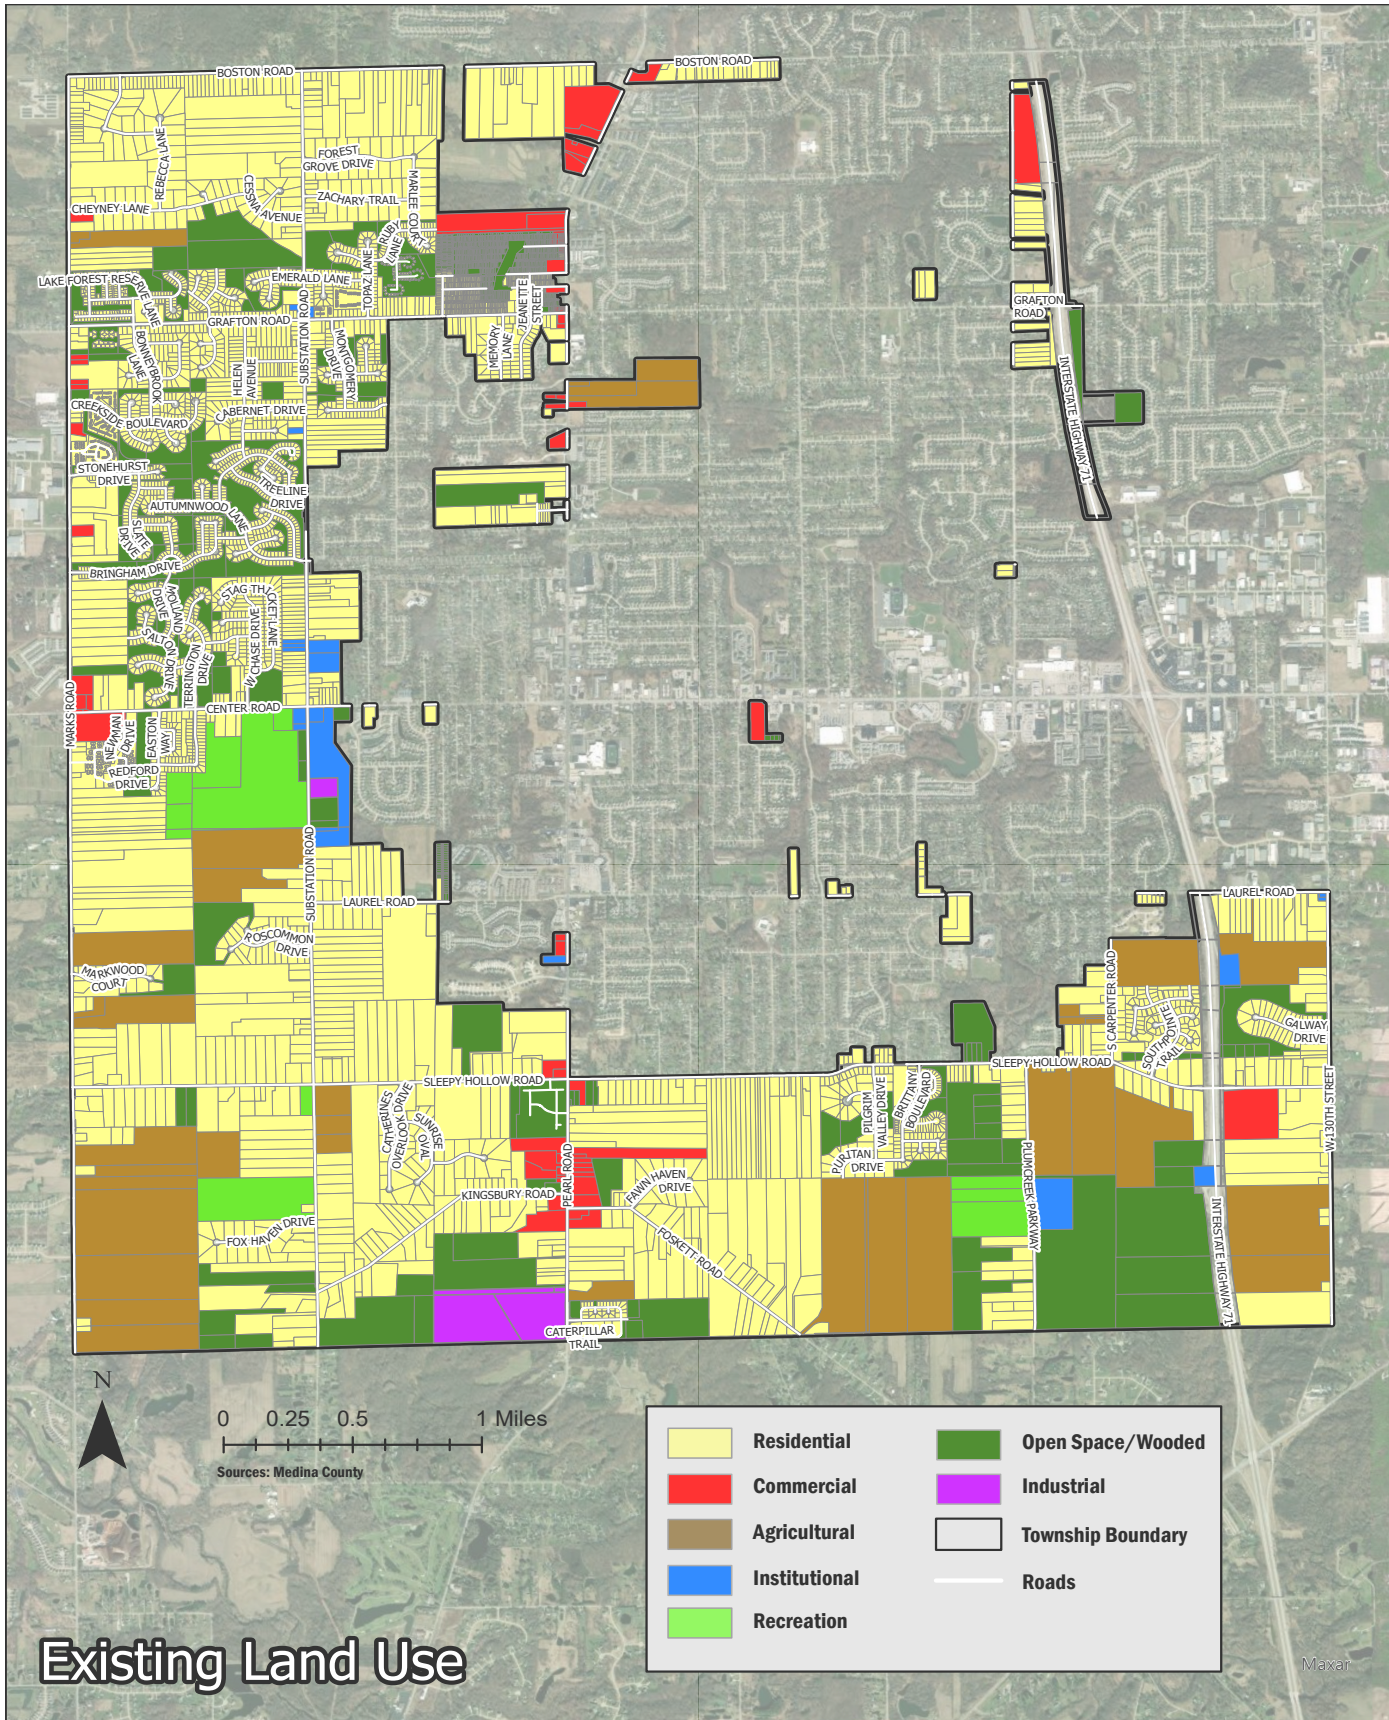 BOSTON ROAD
BOSTON ROAD
REBECCA LANE
FOREST
GROVE DRIVE
CESSNA AVENUE
ZACHARY TRAIL
MARLEE COURT
CHEYNEY LANE
RUBY
LANE
TOPAZ LANE
LAKE FOREST RESERVE LANE
EMERALD LANE
SUBSTATION ROAD
GRAFTON ROAD
JEANETTE
STREET
MEMORY
LANE
GRAFTON
ROAD
INTERSTATE HIGHWAY 71
BONNEYBROOK
LANE
HELEN
AVENUE
MONTGOMERY
DRIVE
CREEKSIDE BOULEVARD
CABERNET DRIVE
STONEHURST
DRIVE
TREELINE
DRIVE
AUTUMNWOOD LANE
SLATE
DRIVE
BRINGHAM DRIVE
MOLLAND
DRIVE
STAG THICKET LANE
SALTON DRIVE
TERRINGTON
DRIVE
W CHASE DRIVE
MARKS ROAD
CENTER ROAD
NEWMAN
DRIVE
EASTON
WAY
REDFORD
DRIVE
SUBSTATION ROAD
LAUREL ROAD
LAUREL ROAD
ROSCOMMON
DRIVE
MARKWOOD
COURT
S CARPENTER ROAD
SOUTHPOINTE
TRAIL
GALWAY
DRIVE
SLEEPY HOLLOW ROAD
SLEEPY HOLLOW ROAD
W 130TH STREET
CATHERINES
OVERLOOK DRIVE
SUNRISE
OVAL
PILGRIM
VALLEY DRIVE
BRITTANY
BOULEVARD
PURITAN
DRIVE
PLUMCREEK PARKWAY
PEARL ROAD
KINGSBURY ROAD
FAWN HAVEN
DRIVE
FOX HAVEN DRIVE
FOSKETT ROAD
INTERSTATE HIGHWAY 71
CATERPILLAR
TRAIL
N
0 0.25 0.5 1 Miles
Sources: Medina County
Residential
Commercial
Agricultural
Institutional
Recreation
Open Space/Wooded
Industrial
Township Boundary
Roads
Existing Land Use
Maxar